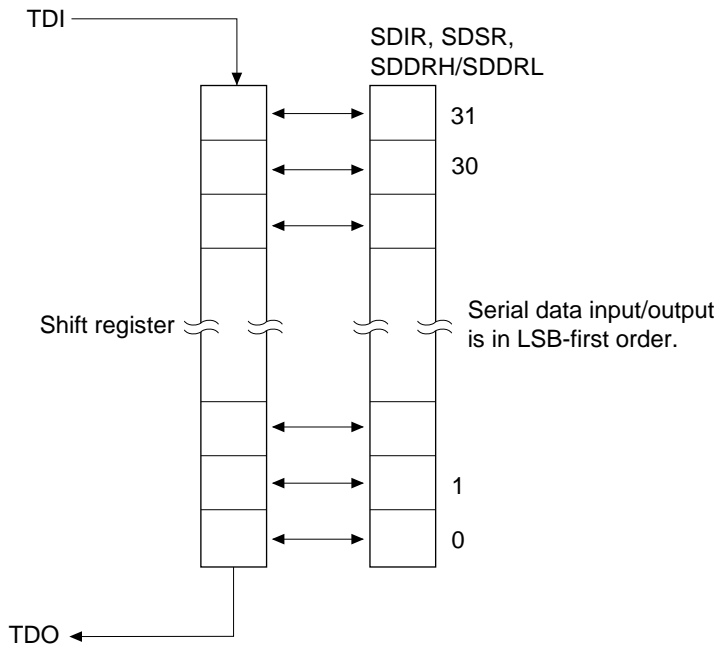 TDI
SDIR, SDSR,
SDDRH/SDDRL
31
30
Shift register
Serial data input/output
is in LSB-first order.
1
0
TDO